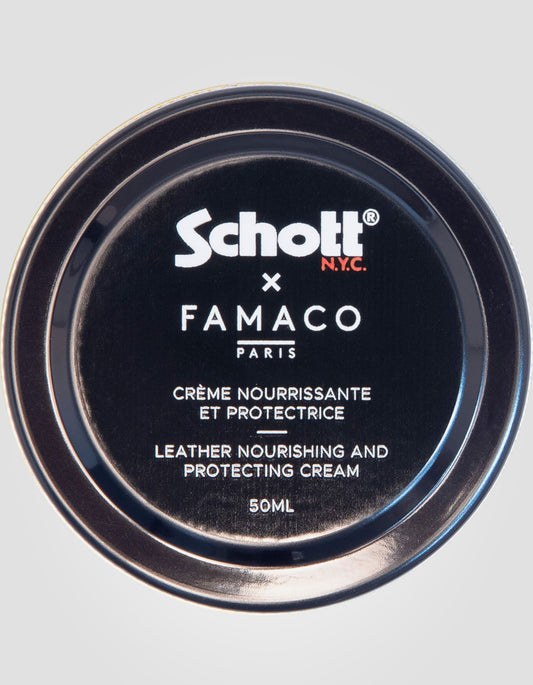 Schott®
N.Y.C.
×
FAMACO
PARIS
CRÈME NOURRISSANTE
ET PROTECTRICE
LEATHER NOURISHING AND
PROTECTING CREAM
50ML